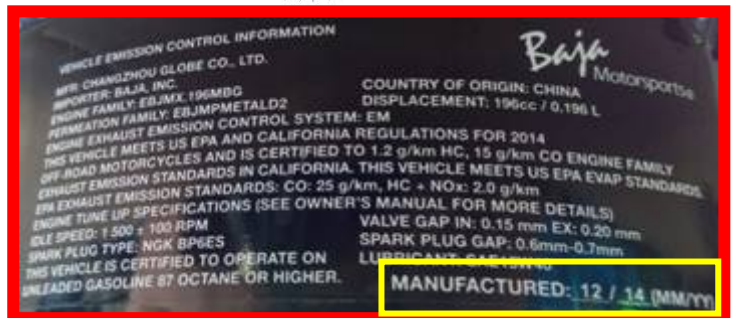 VEHICLE EMISSION CONTROL INFORMATION
Baja
Motorsports®
MFR: CHANGZHOU GLOBE CO., LTD.
IMPORTER: BAJA, INC.
COUNTRY OF ORIGIN: CHINA
ENGINE FAMILY: EBJMX.196MBG
DISPLACEMENT: 196cc / 0.196 L
PERMEATION FAMILY: EBJMPMETALD2
ENGINE EXHAUST EMISSION CONTROL SYSTEM: EM
THIS VEHICLE MEETS US EPA AND CALIFORNIA REGULATIONS FOR 2014
OFF-ROAD MOTORCYCLES AND IS CERTIFIED TO 1.2 g/km HC, 15 g/km CO ENGINE FAMILY
EXHAUST EMISSION STANDARDS IN CALIFORNIA. THIS VEHICLE MEETS US EPA EVAP STANDARDS.
EPA EXHAUST EMISSION STANDARDS: CO: 25 g/km, HC + NOx: 2.0 g/km
ENGINE TUNE UP SPECIFICATIONS (SEE OWNER'S MANUAL FOR MORE DETAILS)
IDLE SPEED: 1 500 ± 100 RPM
VALVE GAP IN: 0.15 mm EX: 0.20 mm
SPARK PLUG TYPE: NGK BP6ES
SPARK PLUG GAP: 0.6mm-0.7mm
THIS VEHICLE IS CERTIFIED TO OPERATE ON
LUBRICANT: SAE15W40
UNLEADED GASOLINE 87 OCTANE OR HIGHER.
MANUFACTURED: 12 / 14 (MM/YY)